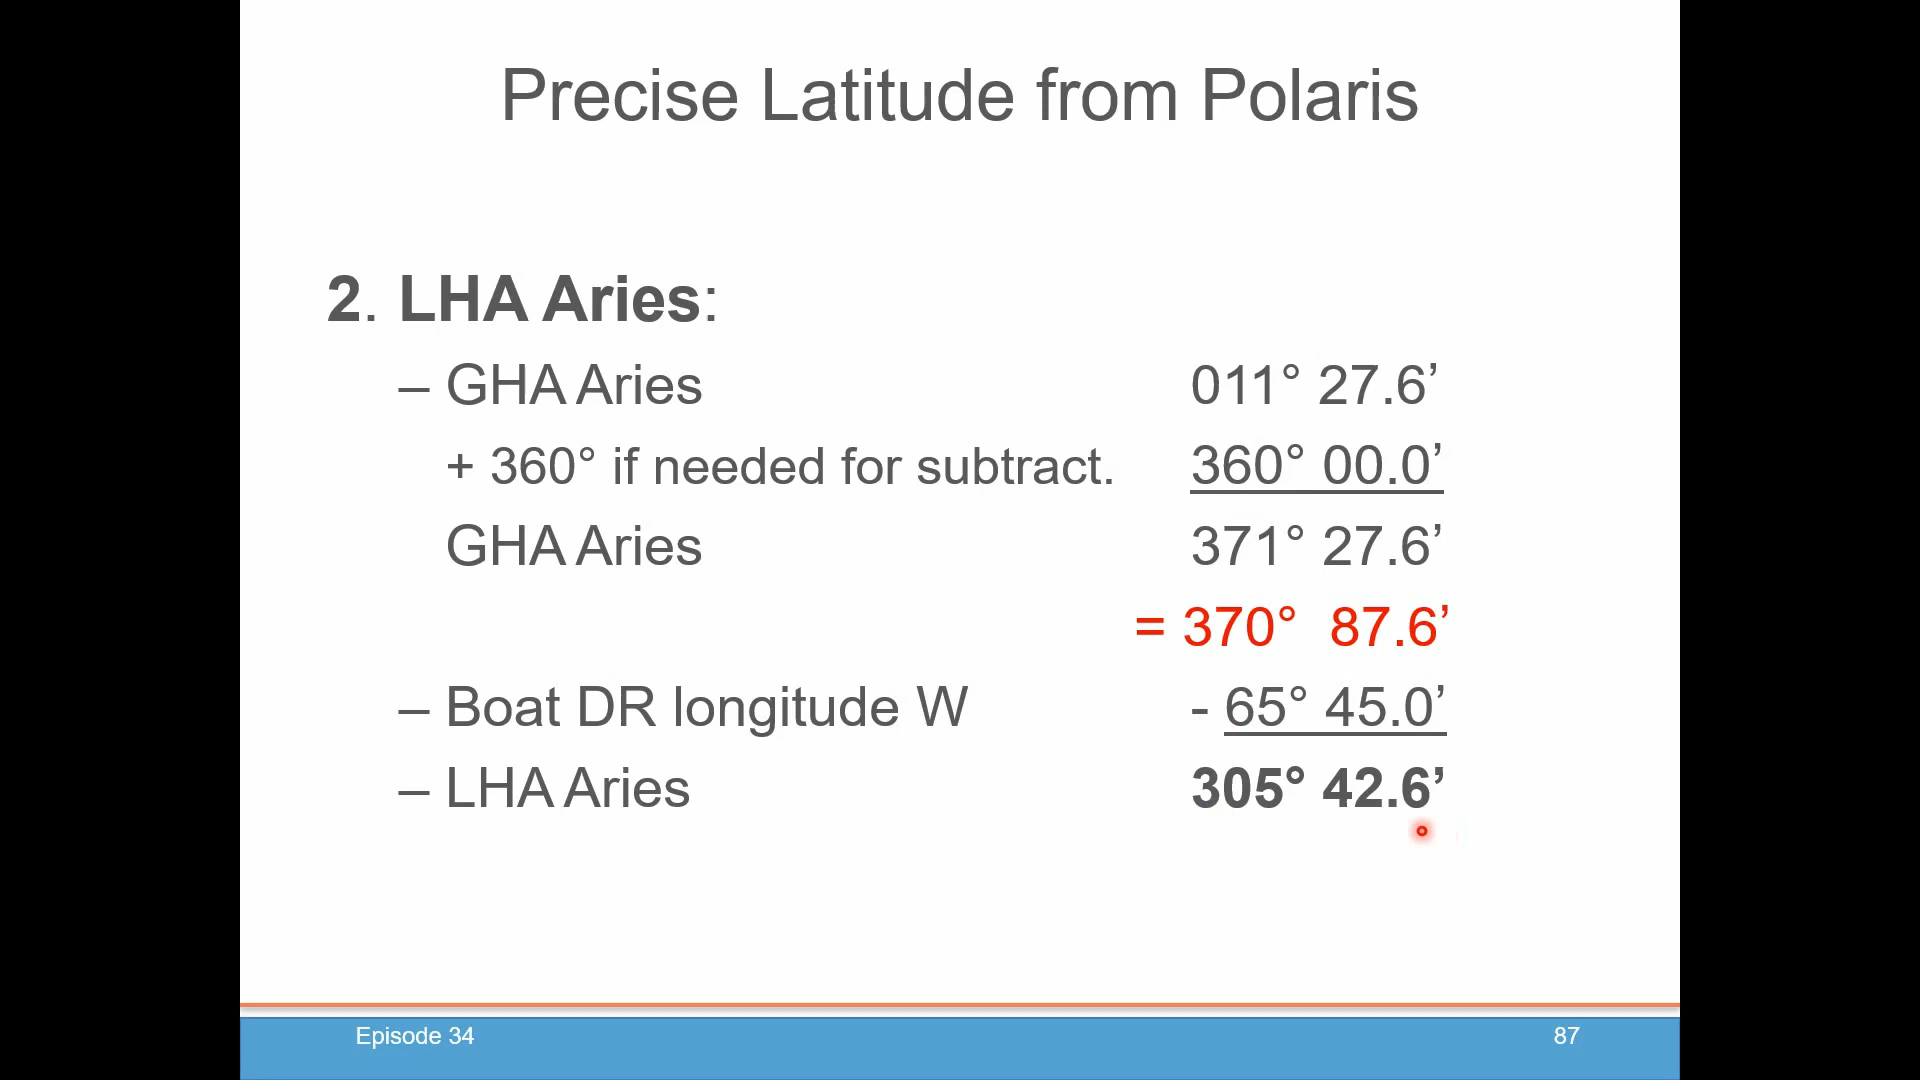 Precise Latitude from Polaris
2. LHA Aries:
– GHA Aries 011° 27.6’
+ 360° if needed for subtract. 360° 00.0’
GHA Aries 371° 27.6’
= 370° 87.6’
– Boat DR longitude W - 65° 45.0’
– LHA Aries 305° 42.6’
Episode 34 87